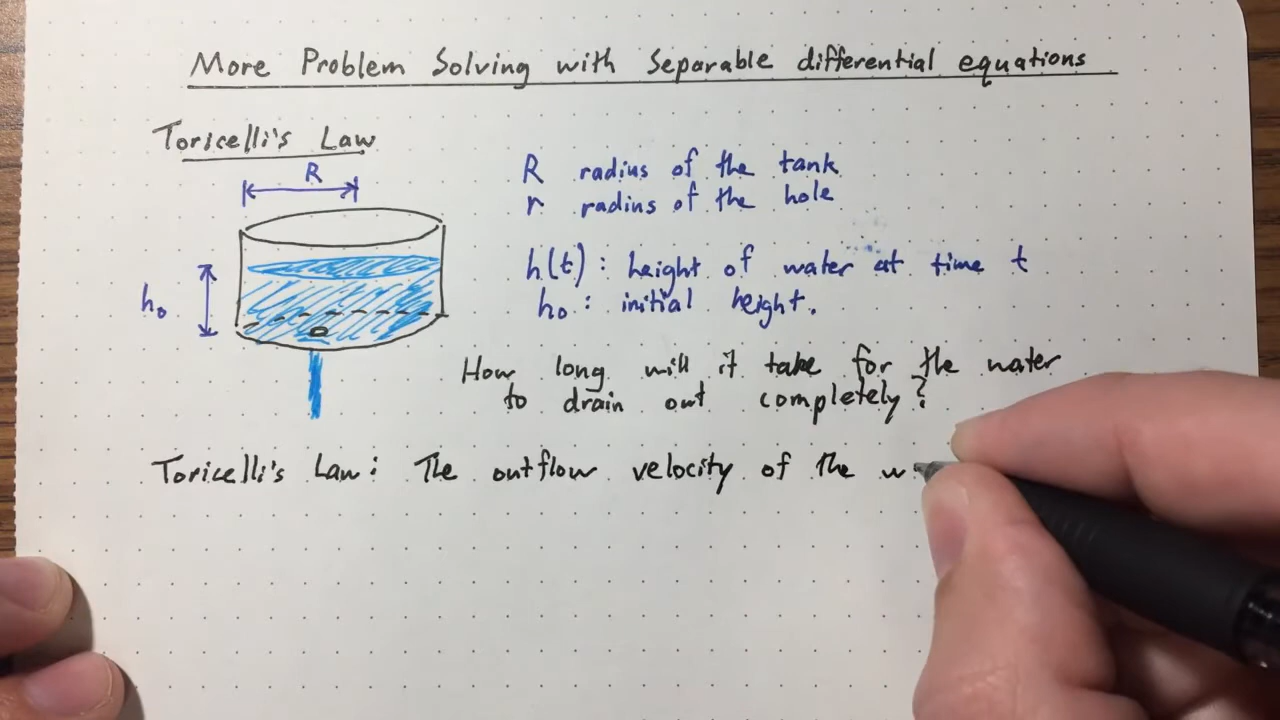 More Problem Solving with Separable differential equations
Toricelli's Law
R
R radius of the tank
r radius of the hole
h(t) : height of water at time t
h₀ : initial height.
h₀
How long will it take for the water
to drain out completely?
Toricelli's Law : The outflow velocity of the w